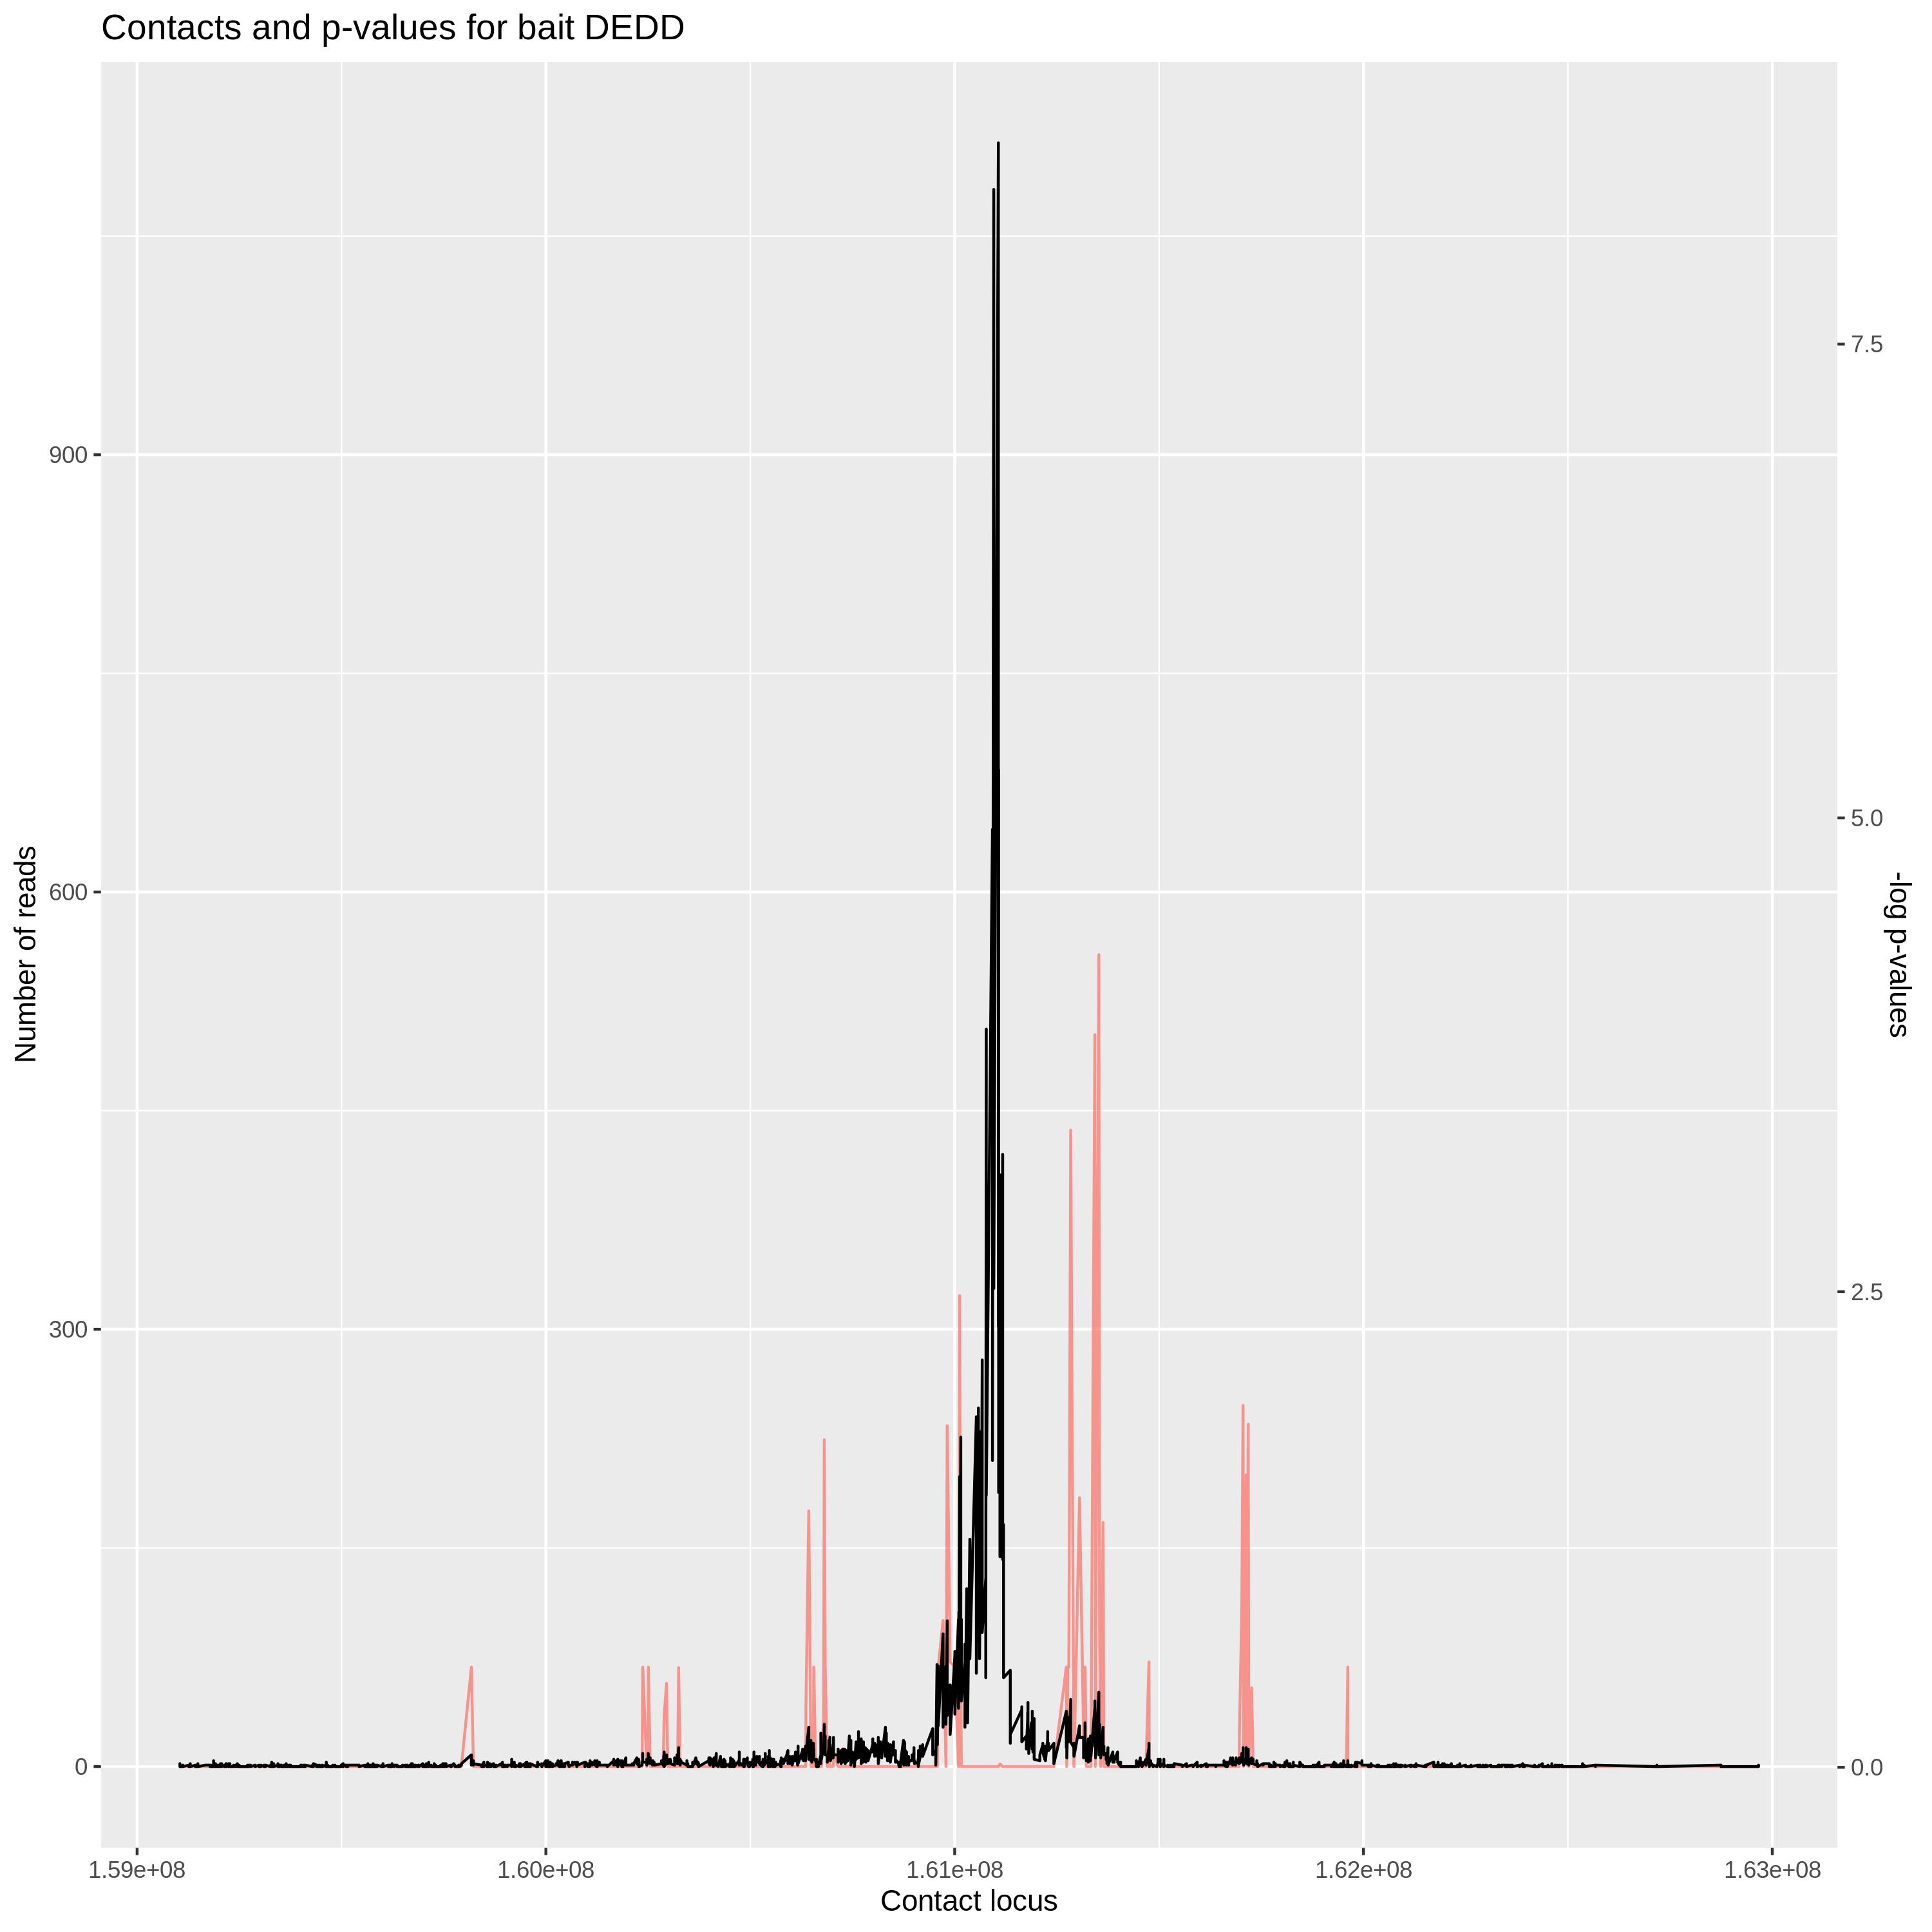 Contacts and p-values for bait DEDD
900
600
300
0
7.5
5.0
2.5
0.0
Number of reads
-log p-values
1.59e+08 1.60e+08 1.61e+08 1.62e+08 1.63e+08
Contact locus